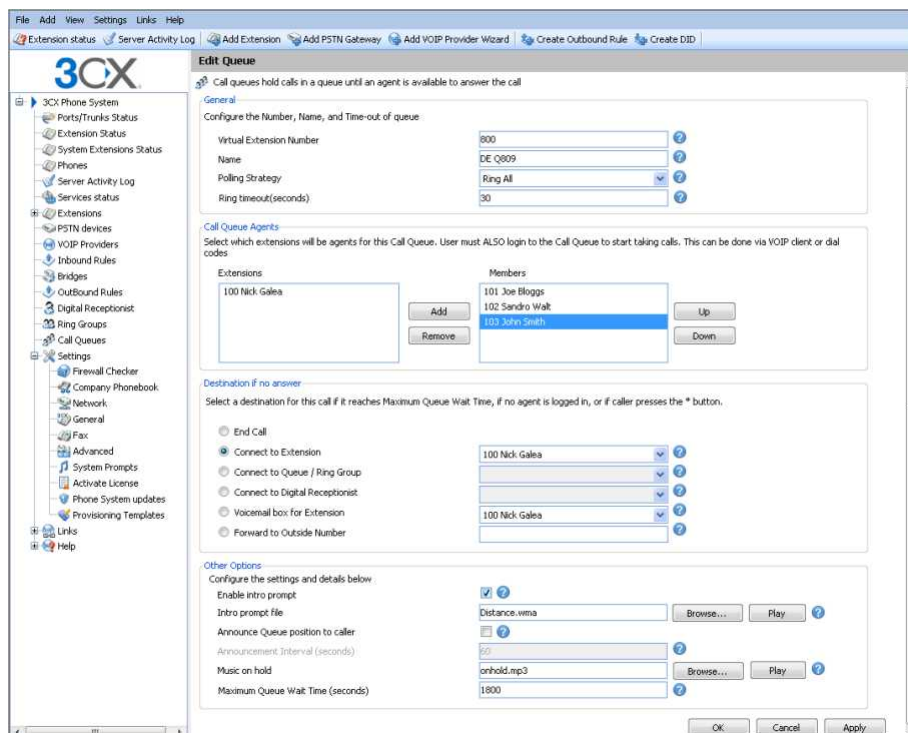 File Add View Settings Links Help
Extension status Server Activity Log Add Extension Add PSTN Gateway Add VOIP Provider Wizard Create Outbound Rule Create DID
3CX
3CX Phone System
Ports/Trunks Status
Extension Status
System Extensions Status
Phones
Server Activity Log
Services status
Extensions
PSTN devices
VOIP Providers
Inbound Rules
Bridges
OutBound Rules
Digital Receptionist
Ring Groups
Call Queues
Settings
Firewall Checker
Company Phonebook
Network
General
Fax
Advanced
System Prompts
Activate License
Phone System updates
Provisioning Templates
Links
Help
Edit Queue
Call queues hold calls in a queue until an agent is available to answer the call
General
Configure the Number, Name, and Time-out of queue
Virtual Extension Number 800
Name DE Q809
Polling Strategy Ring All
Ring timeout(seconds) 30
Call Queue Agents
Select which extensions will be agents for this Call Queue. User must ALSO login to the Call Queue to start taking calls. This can be done via VOIP client or dial
codes
Extensions Members
100 Nick Galea
101 Joe Bloggs
102 Sandro Walt
103 John Smith
Add Up
Remove Down
Destination if no answer
Select a destination for this call if it reaches Maximum Queue Wait Time, if no agent is logged in, or if caller presses the * button.
End Call
Connect to Extension 100 Nick Galea
Connect to Queue / Ring Group
Connect to Digital Receptionist
Voicemail box for Extension 100 Nick Galea
Forward to Outside Number
Other Options
Configure the settings and details below
Enable intro prompt
Intro prompt file Distance.wma Browse... Play
Announce Queue position to caller
Announcement Interval (seconds) 60
Music on hold onhold.mp3 Browse... Play
Maximum Queue Wait Time (seconds) 1800
OK Cancel Apply